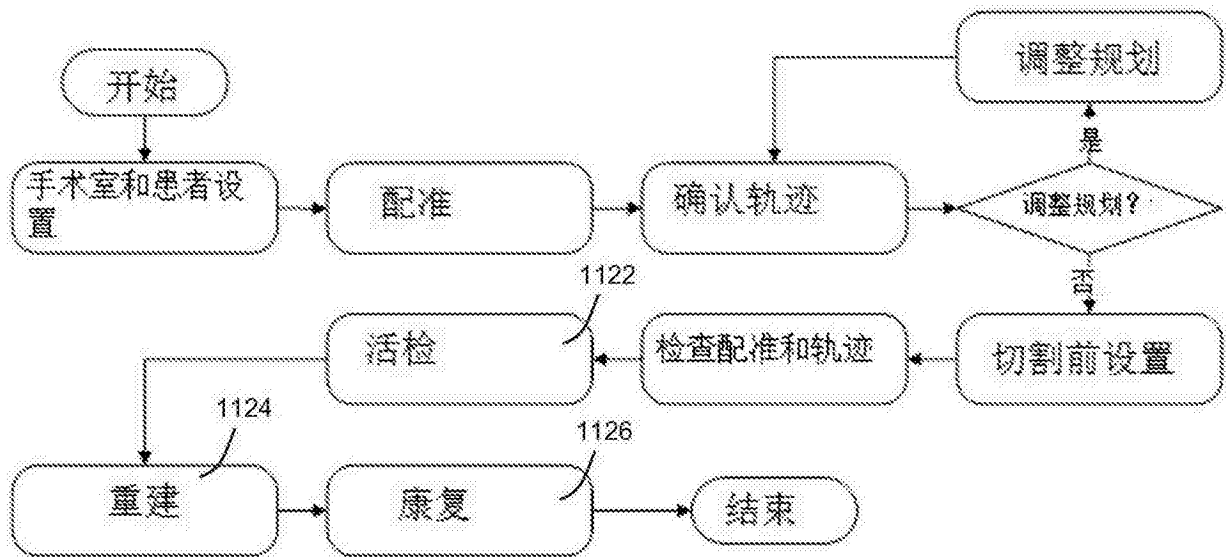 开始
调整规划
是
手术室和患者设
置
配准
确认轨迹
调整规划?
否
1122
活检
检查配准和轨迹
切割前设置
1124
1126
重建
康复
结束